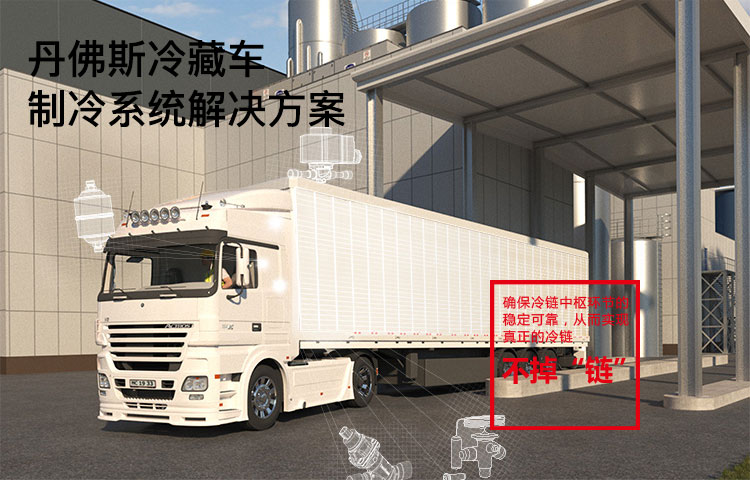 丹佛斯冷藏车
制冷系统解决方案
确保冷链中枢环节的
稳定可靠，从而实现
真正的冷链
不掉“链”
ACTROS